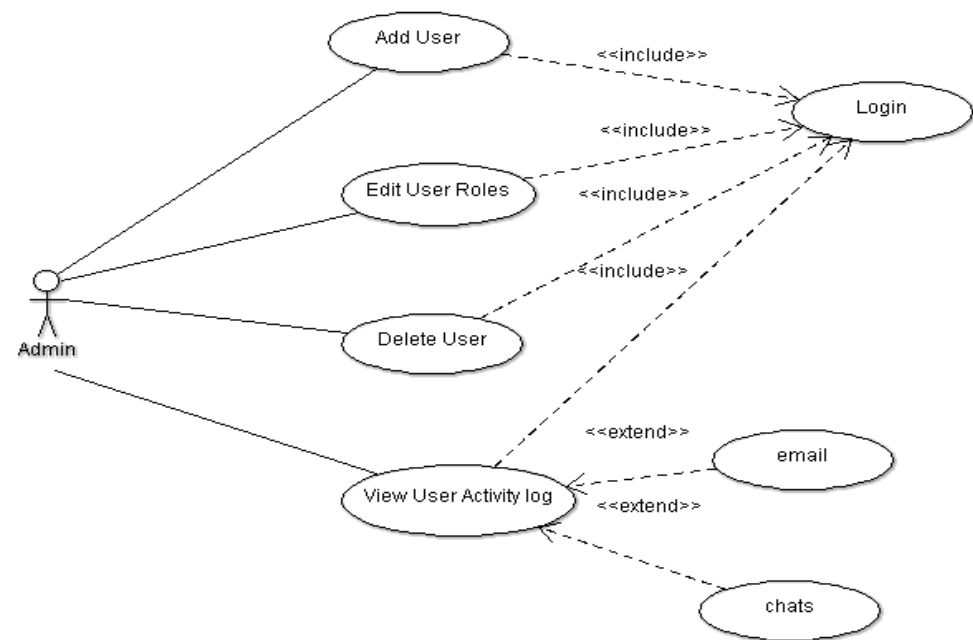 Add User
<<include>>
Login
<<include>>
Edit User Roles
<<include>>
<<include>>
Delete User
Admin
<<extend>>
email
View User Activity log
<<extend>>
chats